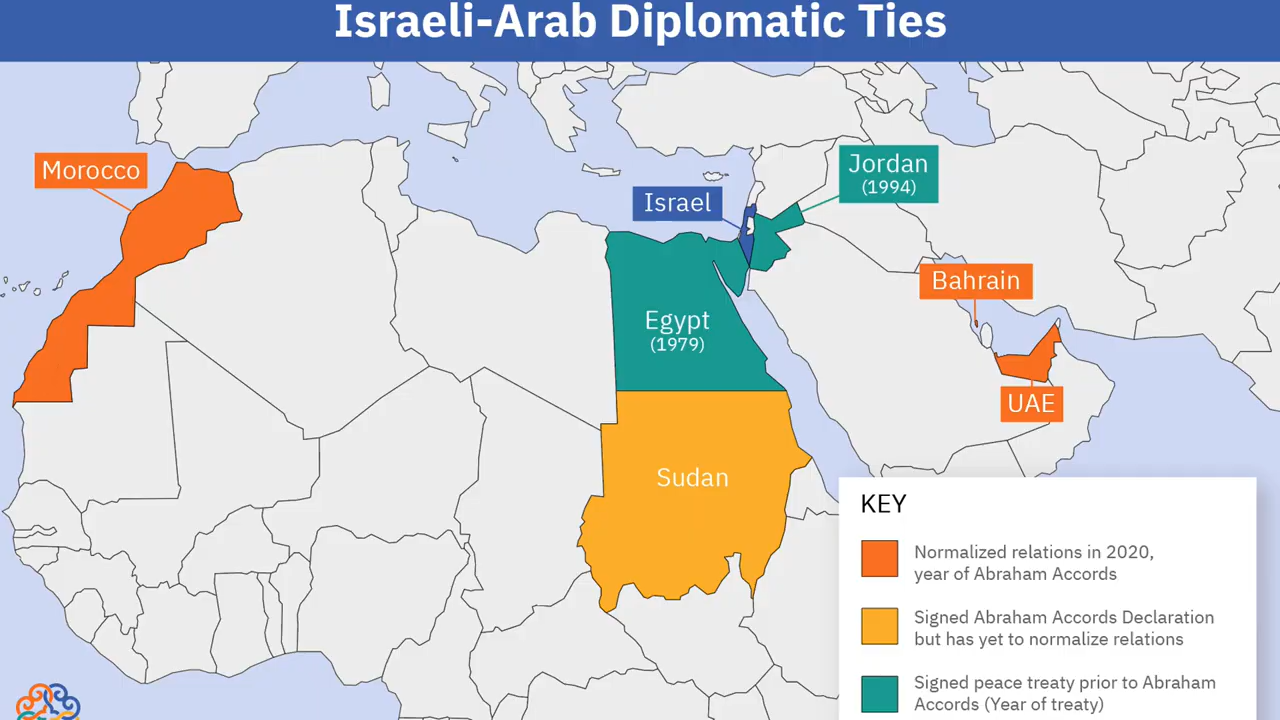 Israeli-Arab Diplomatic Ties
Morocco
Jordan
(1994)
Israel
Bahrain
Egypt
(1979)
UAE
Sudan
KEY
Normalized relations in 2020,
year of Abraham Accords
Signed Abraham Accords Declaration
but has yet to normalize relations
Signed peace treaty prior to Abraham
Accords (Year of treaty)